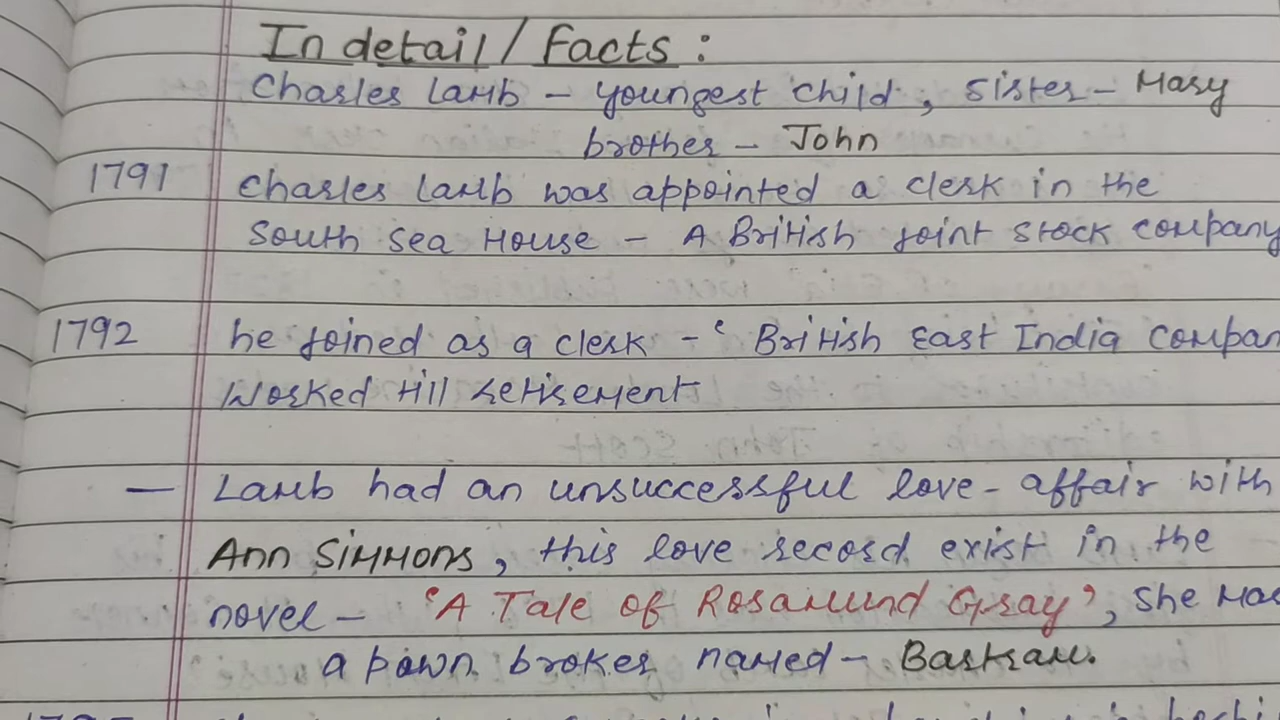 In detail / Facts :
Charles Lamb – youngest child , sister – Mary
brother – John
1791 Charles Lamb was appointed a clerk in the
South Sea House – A British joint stock company
1792 he joined as a clerk – ' British East India Compan
Worked till retirement
— Lamb had an unsuccessful love-affair with
Ann Simmons, this love record exist in the
novel – 'A Tale of Rosamund Gray', She mar
a pawn broker named – Bartram.